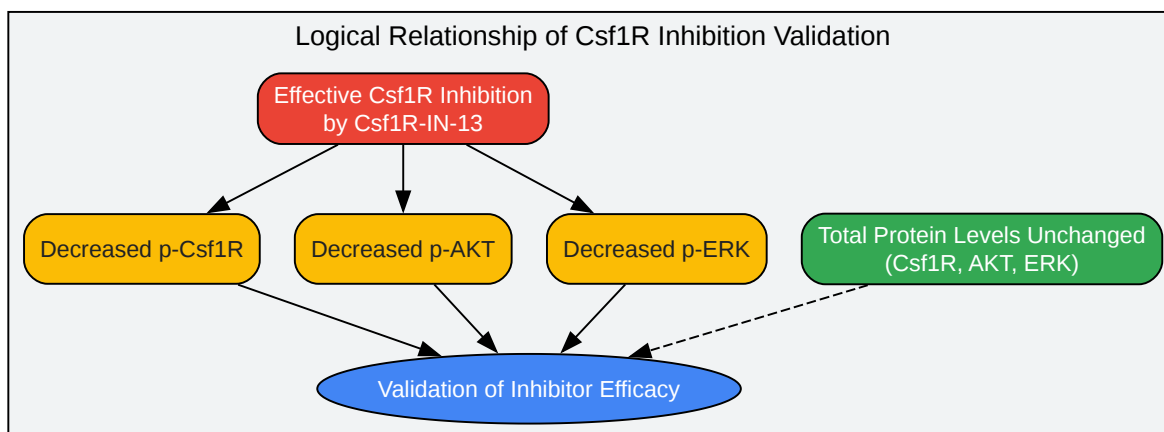 Logical Relationship of Csf1R Inhibition Validation
Effective Csf1R Inhibition
by Csf1R-IN-13
Decreased p-Csf1R
Decreased p-AKT
Decreased p-ERK
Total Protein Levels Unchanged
(Csf1R, AKT, ERK)
Validation of Inhibitor Efficacy